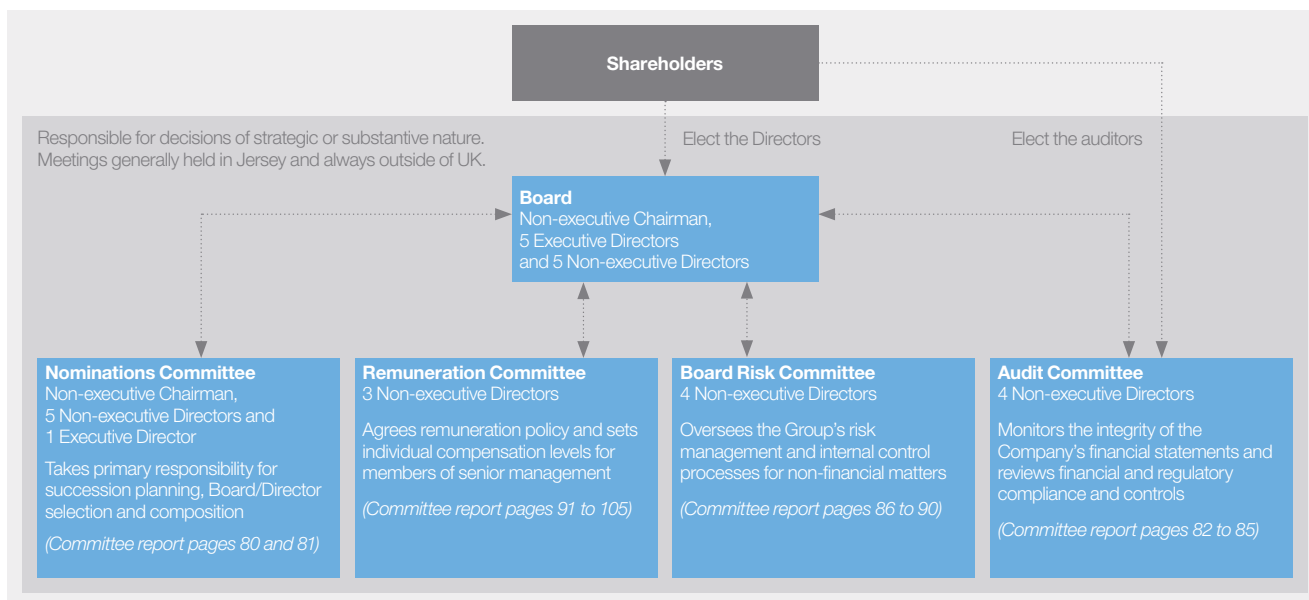 Shareholders
Responsible for decisions of strategic or substantive nature.
Meetings generally held in Jersey and always outside of UK.
Elect the Directors
Elect the auditors
Board
Non-executive Chairman,
5 Executive Directors
and 5 Non-executive Directors
Nominations Committee
Non-executive Chairman,
5 Non-executive Directors and
1 Executive Director
Takes primary responsibility for
succession planning, Board/Director
selection and composition
(Committee report pages 80 and 81)
Remuneration Committee
3 Non-executive Directors
Agrees remuneration policy and sets
individual compensation levels for
members of senior management
(Committee report pages 91 to 105)
Board Risk Committee
4 Non-executive Directors
Oversees the Group's risk
management and internal control
processes for non-financial matters
(Committee report pages 86 to 90)
Audit Committee
4 Non-executive Directors
Monitors the integrity of the
Company's financial statements and
reviews financial and regulatory
compliance and controls
(Committee report pages 82 to 85)